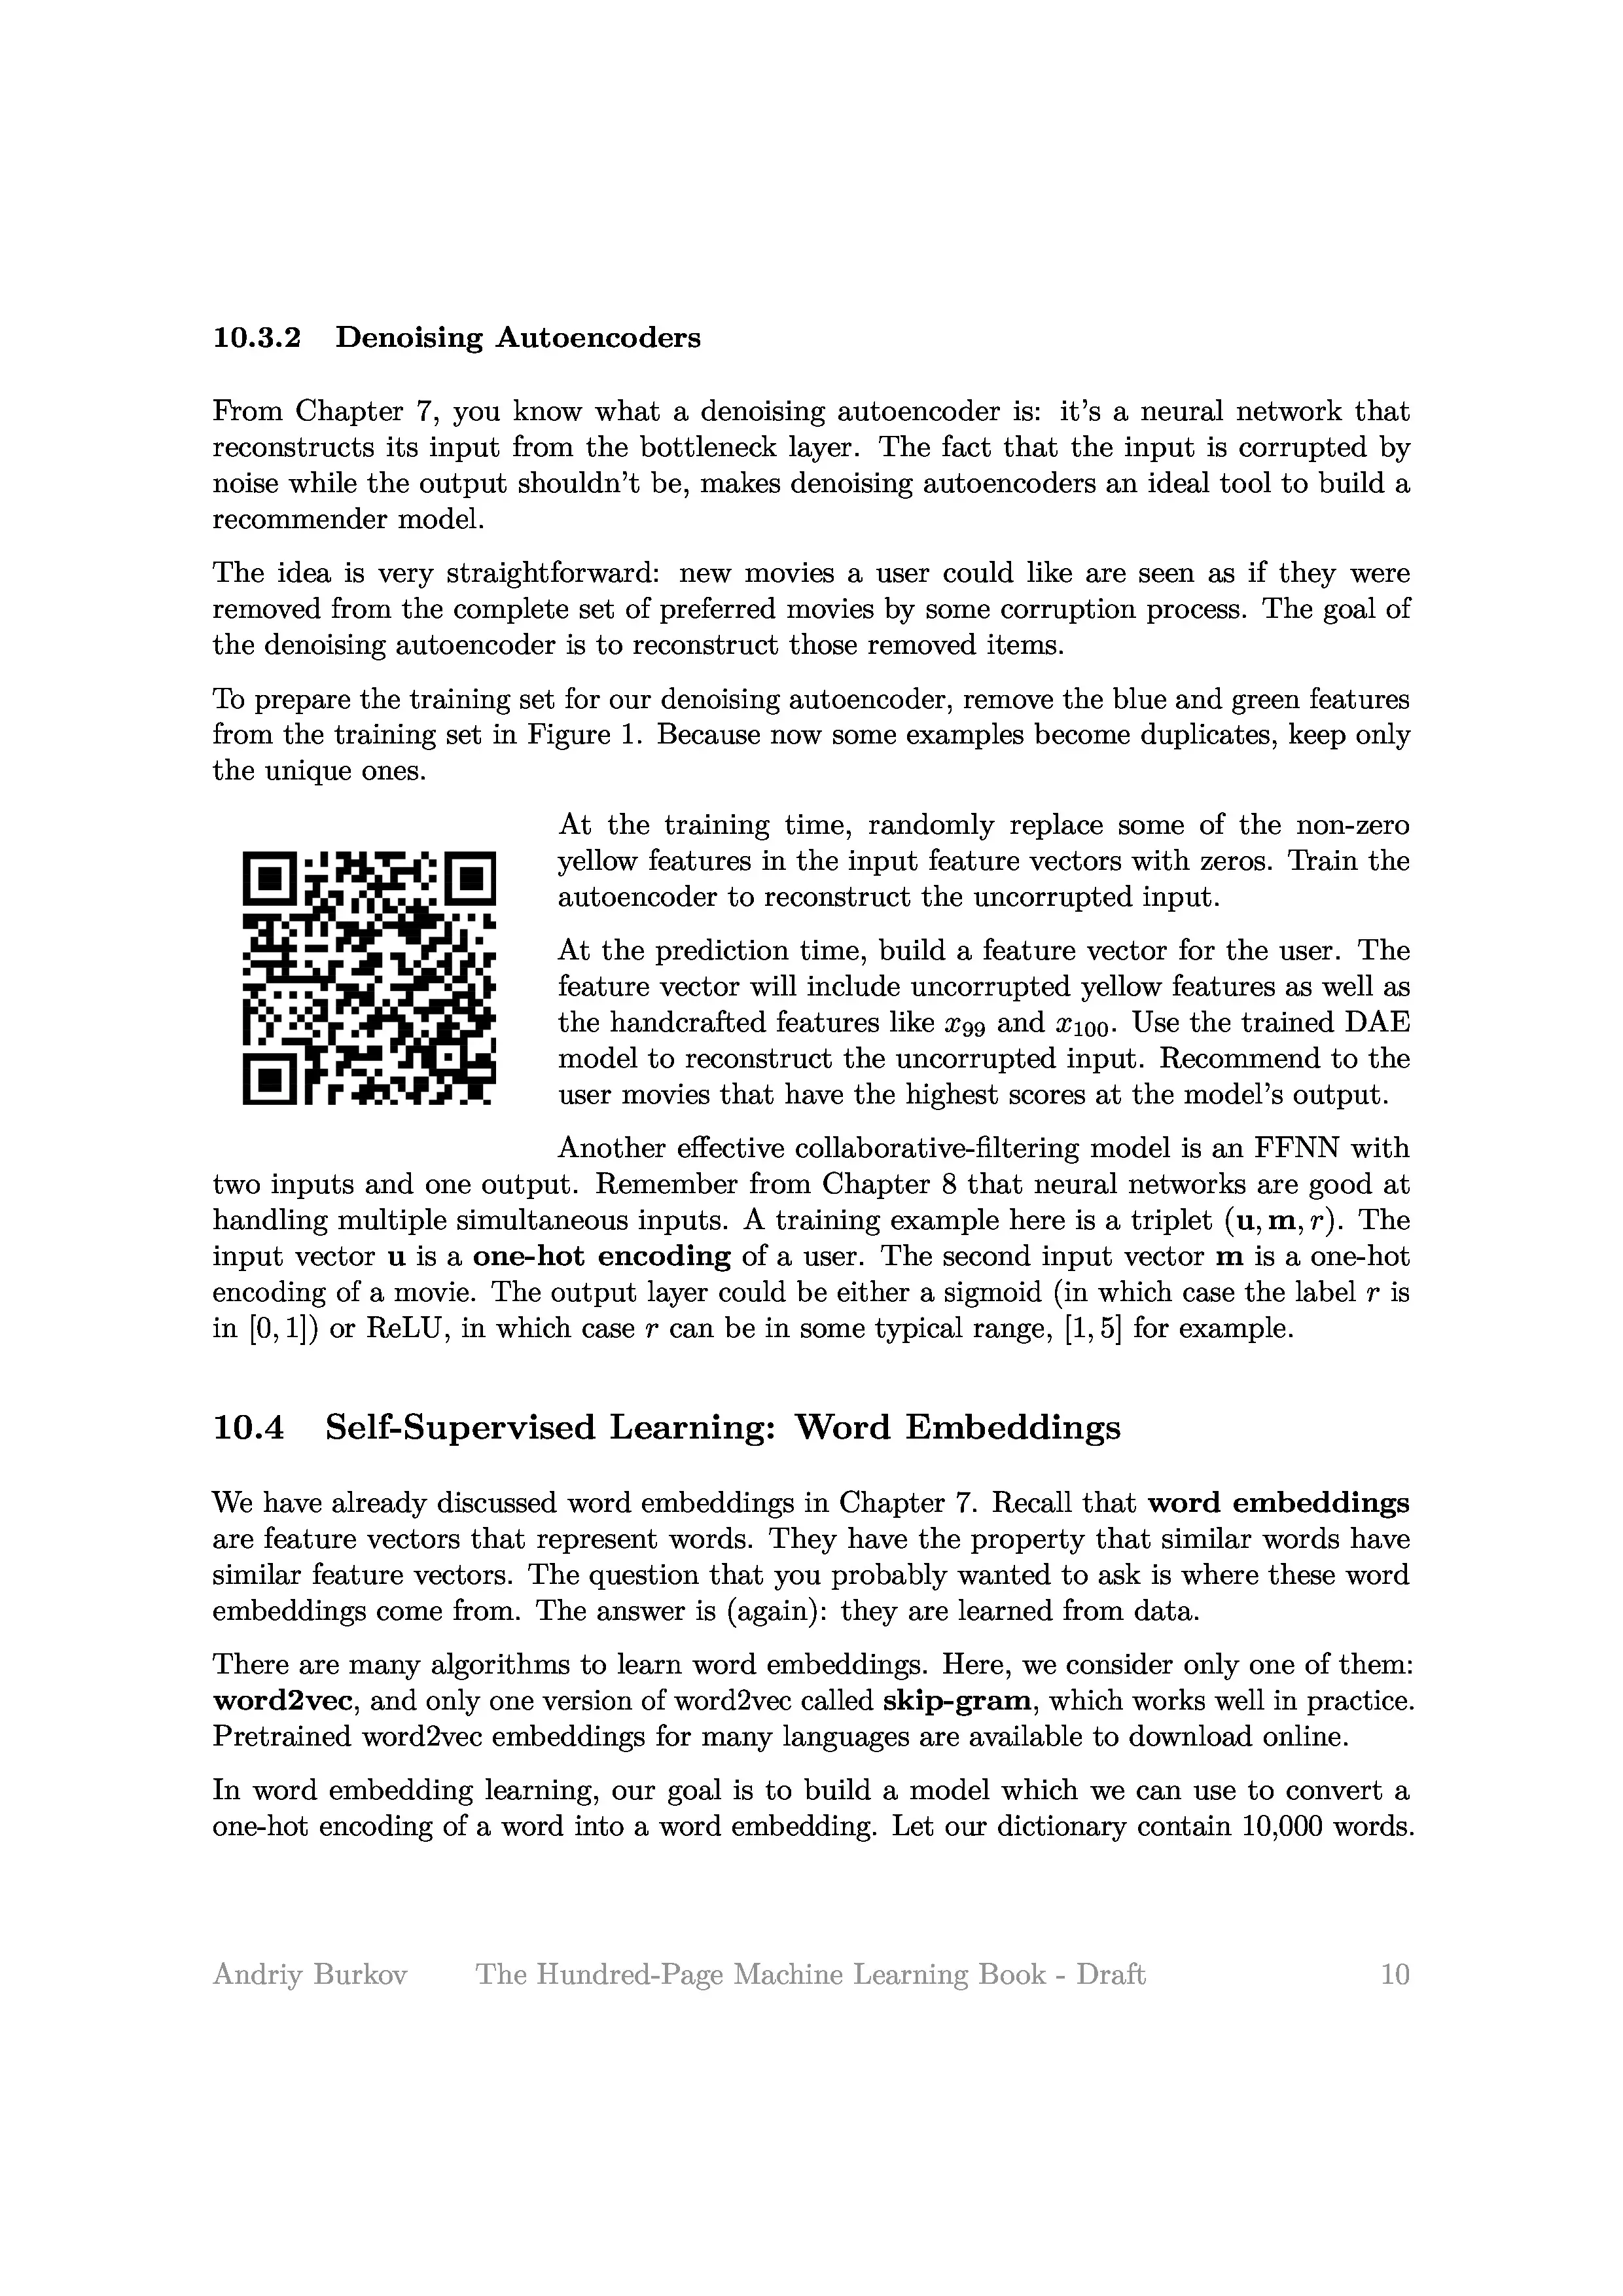 10.3.2 Denoising Autoencoders
From Chapter 7, you know what a denoising autoencoder is: it's a neural network that
reconstructs its input from the bottleneck layer. The fact that the input is corrupted by
noise while the output shouldn't be, makes denoising autoencoders an ideal tool to build a
recommender model.
The idea is very straightforward: new movies a user could like are seen as if they were
removed from the complete set of preferred movies by some corruption process. The goal of
the denoising autoencoder is to reconstruct those removed items.
To prepare the training set for our denoising autoencoder, remove the blue and green features
from the training set in Figure 1. Because now some examples become duplicates, keep only
the unique ones.
At the training time, randomly replace some of the non-zero
yellow features in the input feature vectors with zeros. Train the
autoencoder to reconstruct the uncorrupted input.
At the prediction time, build a feature vector for the user. The
feature vector will include uncorrupted yellow features as well as
the handcrafted features like x₉₉ and x₁₀₀. Use the trained DAE
model to reconstruct the uncorrupted input. Recommend to the
user movies that have the highest scores at the model's output.
Another effective collaborative-filtering model is an FFNN with
two inputs and one output. Remember from Chapter 8 that neural networks are good at
handling multiple simultaneous inputs. A training example here is a triplet (u, m, r). The
input vector u is a one-hot encoding of a user. The second input vector m is a one-hot
encoding of a movie. The output layer could be either a sigmoid (in which case the label r is
in [0, 1]) or ReLU, in which case r can be in some typical range, [1, 5] for example.
10.4 Self-Supervised Learning: Word Embeddings
We have already discussed word embeddings in Chapter 7. Recall that word embeddings
are feature vectors that represent words. They have the property that similar words have
similar feature vectors. The question that you probably wanted to ask is where these word
embeddings come from. The answer is (again): they are learned from data.
There are many algorithms to learn word embeddings. Here, we consider only one of them:
word2vec, and only one version of word2vec called skip-gram, which works well in practice.
Pretrained word2vec embeddings for many languages are available to download online.
In word embedding learning, our goal is to build a model which we can use to convert a
one-hot encoding of a word into a word embedding. Let our dictionary contain 10,000 words.
Andriy Burkov The Hundred-Page Machine Learning Book - Draft 10